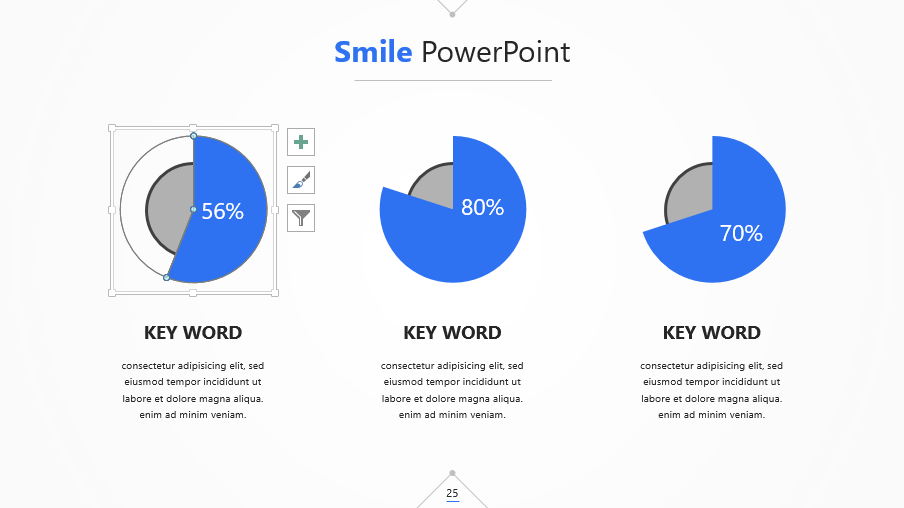 Smile PowerPoint
56%
80%
70%
KEY WORD
consectetur adipisicing elit, sed
eiusmod tempor incididunt ut
labore et dolore magna aliqua.
enim ad minim veniam.
KEY WORD
consectetur adipisicing elit, sed
eiusmod tempor incididunt ut
labore et dolore magna aliqua.
enim ad minim veniam.
KEY WORD
consectetur adipisicing elit, sed
eiusmod tempor incididunt ut
labore et dolore magna aliqua.
enim ad minim veniam.
25